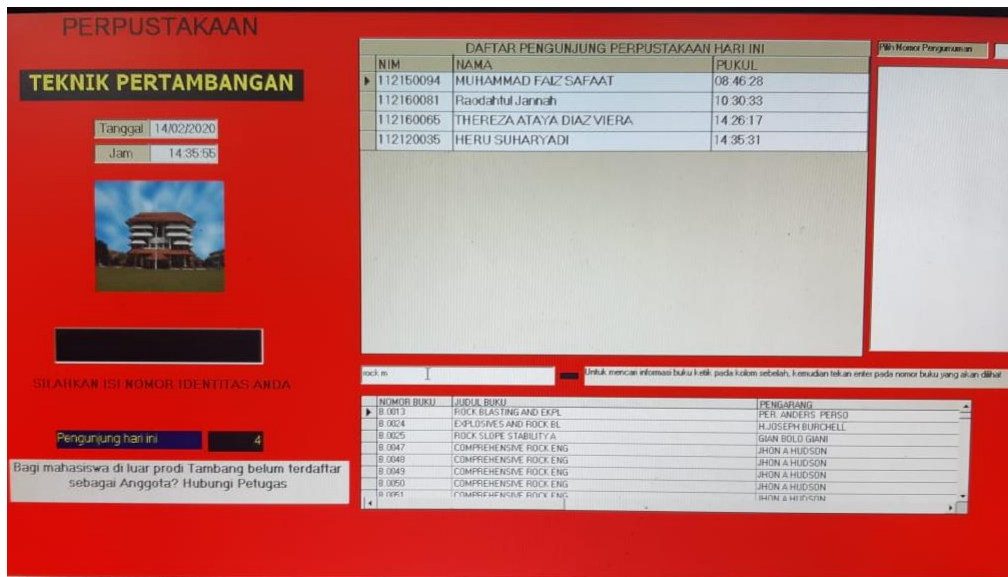 PERPUSTAKAAN
TEKNIK PERTAMBANGAN
Tanggal 14/02/2020
Jam 14:35:55
SILAHKAN ISI NOMOR IDENTITAS ANDA
Pengunjung hari ini 4
Bagi mahasiswa di luar prodi Tambang belum terdaftar
sebagai Anggota? Hubungi Petugas
DAFTAR PENGUNJUNG PERPUSTAKAAN HARI INI
NIM NAMA PUKUL
112150094 MUHAMMAD FAIZ SAFAAT 08:46:28
112160081 Raodahtul Jannah 10:30:33
112160065 THEREZA ATAYA DIAZ VIERA 14:26:17
112120035 HERU SUHARYADI 14:35:31
Pilih Nomor Pengumuman
rock m
Untuk mencari informasi buku ketik pada kolom sebelah, kemudian tekan enter pada nomor buku yang akan dilihat
NOMOR BUKU JUDUL BUKU PENGARANG
B.0013 ROCK BLASTING AND EKPL PER. ANDERS PERSO
B.0024 EXPLOSIVES AND ROCK BL H.JOSEPH BURCHELL
B.0025 ROCK SLOPE STABILITY A GIAN BOLO GIANI
B.0047 COMPREHENSIVE ROCK ENG JHON A HUDSON
B.0048 COMPREHENSIVE ROCK ENG JHON A HUDSON
B.0049 COMPREHENSIVE ROCK ENG JHON A HUDSON
B.0050 COMPREHENSIVE ROCK ENG JHON A HUDSON
B.0051 COMPREHENSIVE ROCK ENG JHON A HUDSON